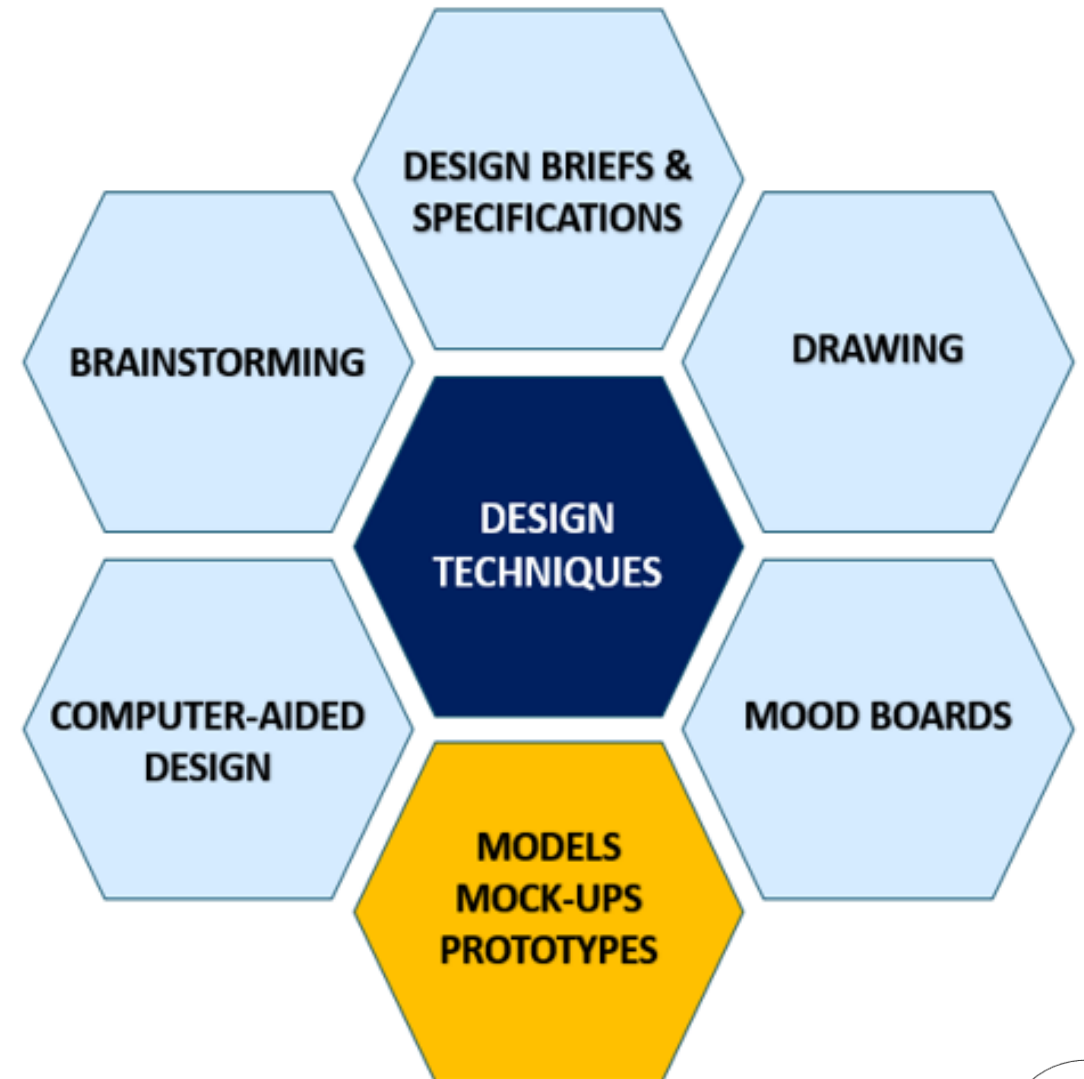 DESIGN BRIEFS &
SPECIFICATIONS
BRAINSTORMING
DRAWING
DESIGN
TECHNIQUES
COMPUTER-AIDED
DESIGN
MOOD BOARDS
MODELS
MOCK-UPS
PROTOTYPES